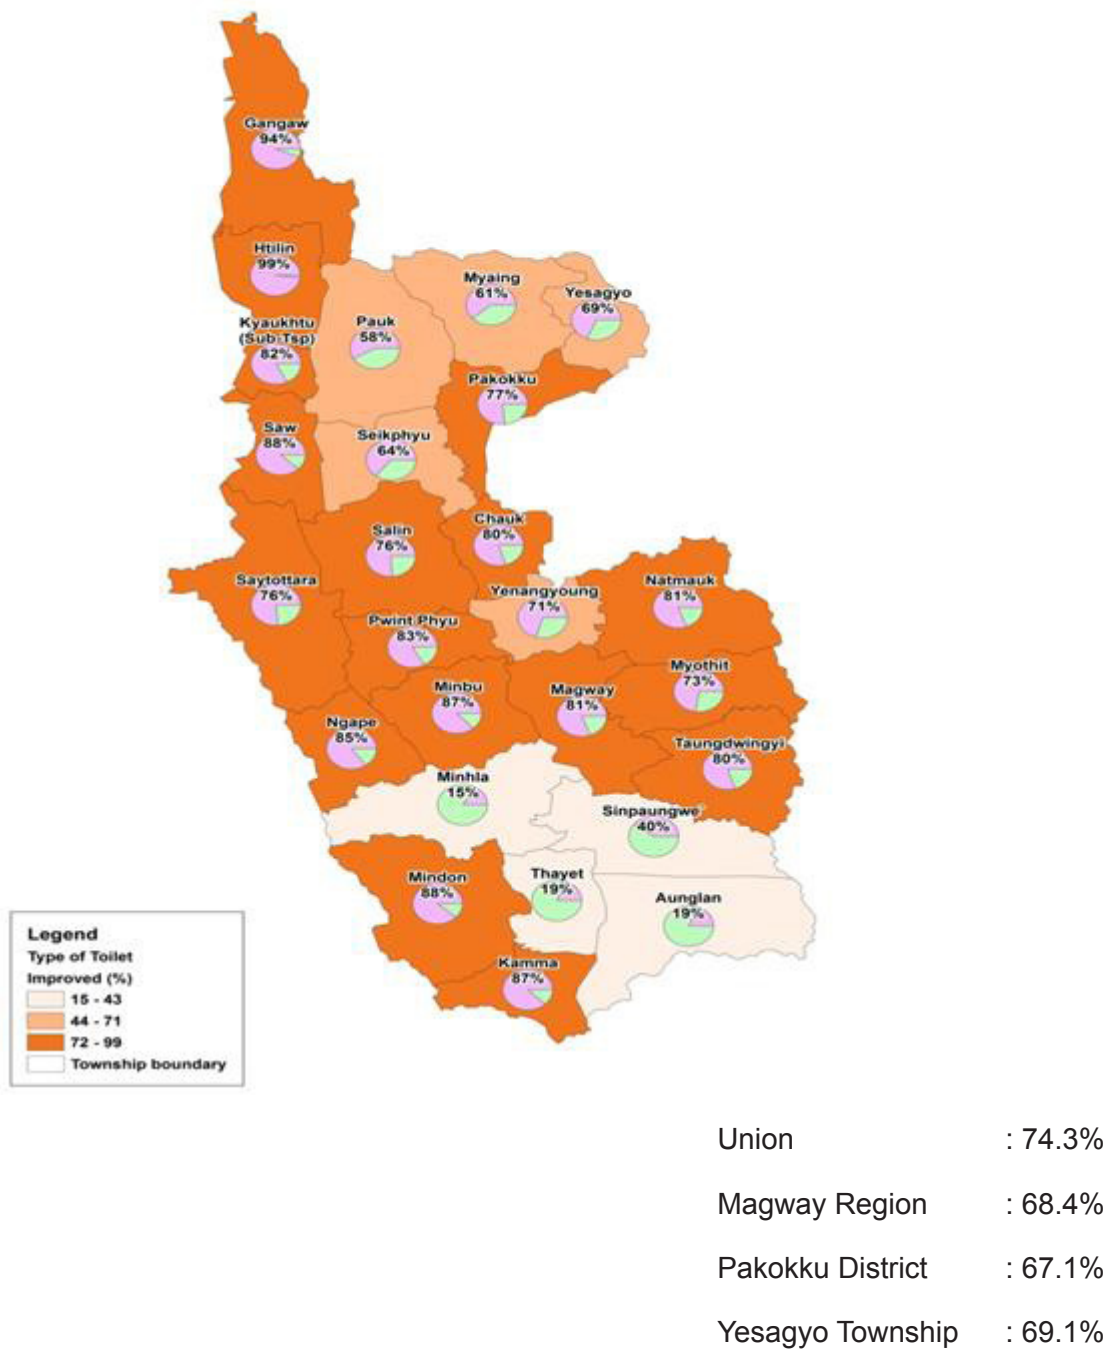 Gangaw
94%
Htilin
99%
Myaing
61%
Yesagyo
69%
Kyaukhtu
(Sub-Tsp)
82%
Pauk
58%
Pakokku
77%
Saw
88%
Seikphyu
64%
Salin
76%
Chauk
80%
Saytottara
76%
Yenangyoung
71%
Natmauk
81%
Pwint Phyu
83%
Minbu
87%
Magway
81%
Myothit
73%
Ngape
85%
Taungdwingyi
80%
Minhla
15%
Sinpaungwe
40%
Mindon
88%
Thayet
19%
Aunglan
19%
Kamma
87%
Legend
Type of Toilet
Improved (%)
15 - 43
44 - 71
72 - 99
Township boundary
Union : 74.3%
Magway Region : 68.4%
Pakokku District : 67.1%
Yesagyo Township : 69.1%